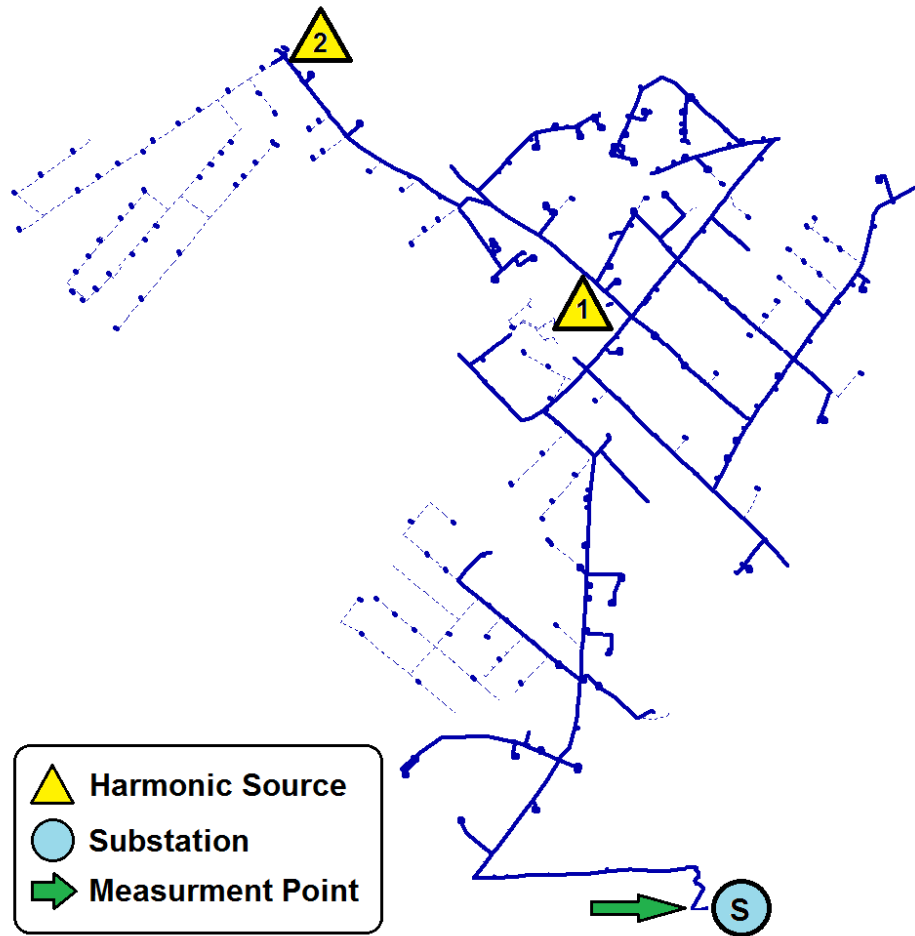 2
1
Harmonic Source
Substation
Measurment Point
S